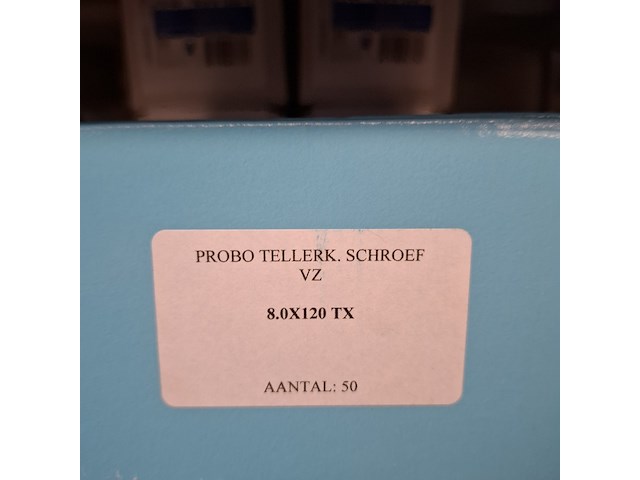 PROBO TELLERK. SCHROEF
VZ
8.0X120 TX
AANTAL: 50